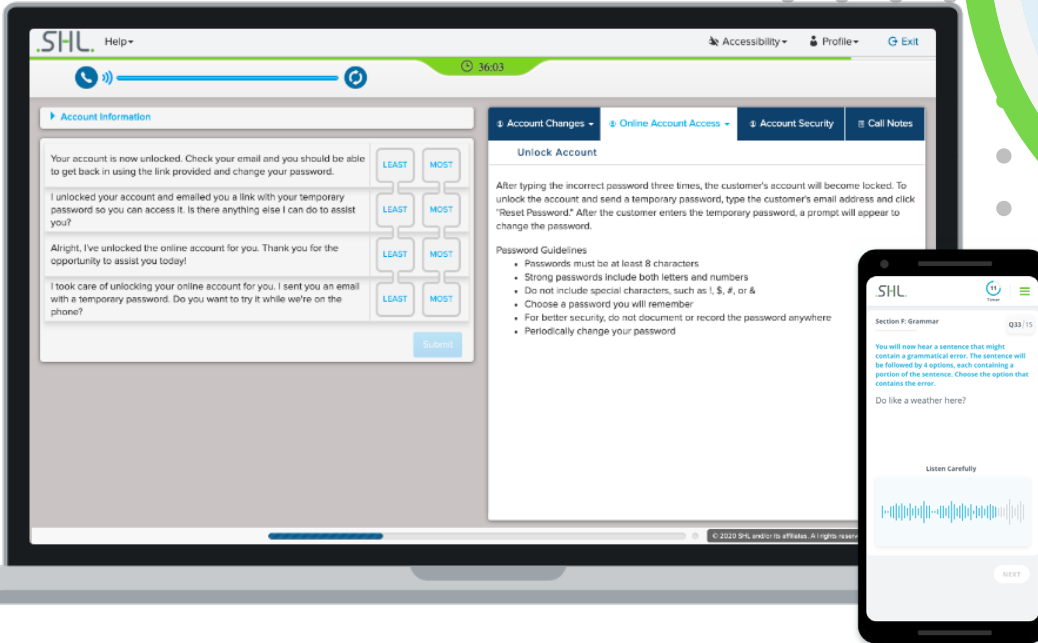 .SHL. Help
Accessibility Profile Exit
36:03
Account Information
Your account is now unlocked. Check your email and you should be able
to get back in using the link provided and change your password.
LEAST MOST
I unlocked your account and emailed you a link with your temporary
password so you can access it. Is there anything else I can do to assist
you?
LEAST MOST
Alright, I've unlocked the online account for you. Thank you for the
opportunity to assist you today!
LEAST MOST
I took care of unlocking your online account for you. I sent you an email
with a temporary password. Do you want to try it while we're on the
phone?
LEAST MOST
Submit
Account Changes Online Account Access Account Security Call Notes
Unlock Account
After typing the incorrect password three times, the customer's account will become locked. To
unlock the account and send a temporary password, type the customer's email address and click
"Reset Password." After the customer enters the temporary password, a prompt will appear to
change the password.
Password Guidelines
• Passwords must be at least 8 characters
• Strong passwords include both letters and numbers
• Do not include special characters, such as !, $, #, or &
• Choose a password you will remember
• For better security, do not document or record the password anywhere
• Periodically change your password
© 2020 SHL and/or its affiliates. All rights reserv
.SHL.
11
Timer
Section F: Grammar
Q33/15
You will now hear a sentence that might
contain a grammatical error. The sentence will
be followed by 4 options, each containing a
portion of the sentence. Choose the option that
contains the error.
Do like a weather here?
Listen Carefully
NEXT